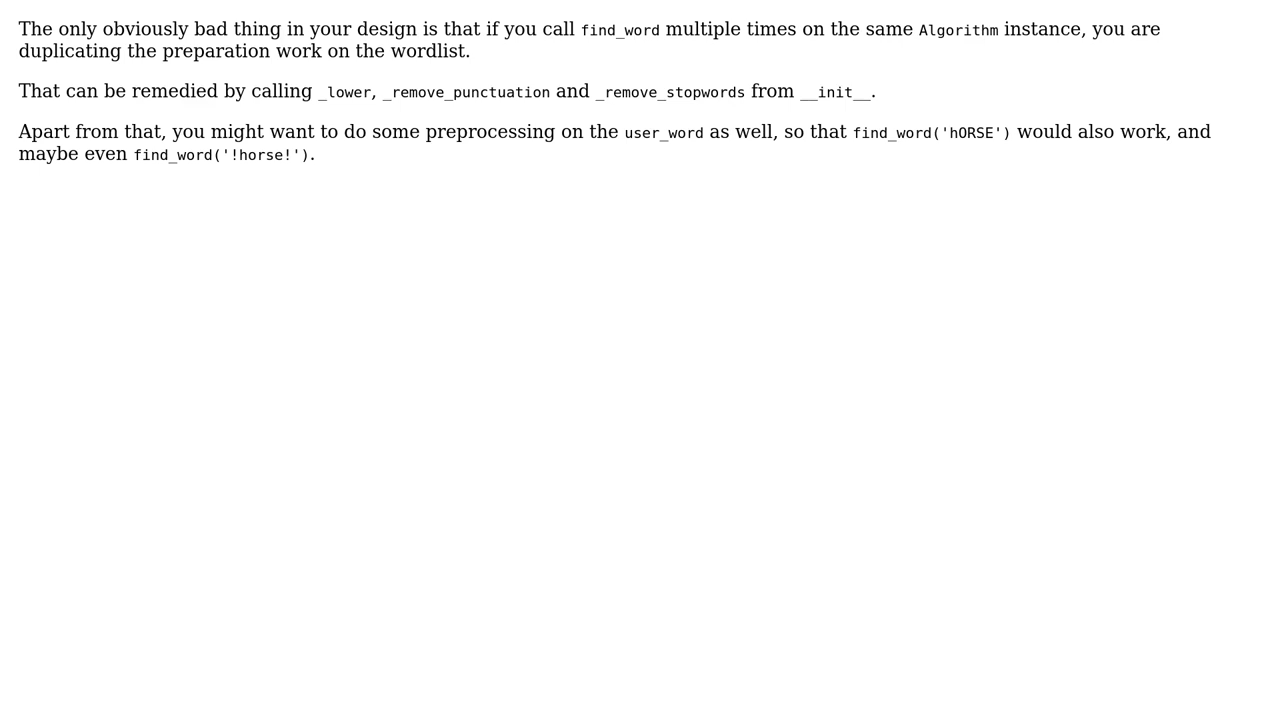 The only obviously bad thing in your design is that if you call find_word multiple times on the same Algorithm instance, you are
duplicating the preparation work on the wordlist.
That can be remedied by calling _lower, _remove_punctuation and _remove_stopwords from __init__.
Apart from that, you might want to do some preprocessing on the user_word as well, so that find_word('hORSE') would also work, and
maybe even find_word('!horse!').